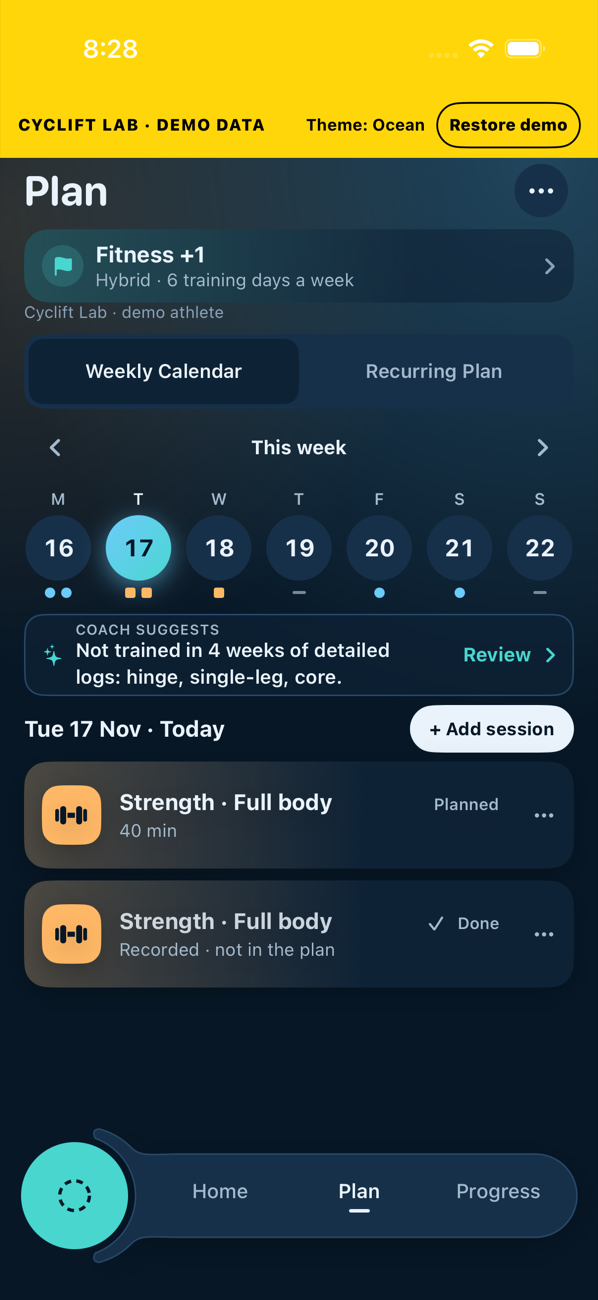 8:28
CYCLIFT LAB · DEMO DATA
Theme: Ocean
Restore demo
Plan
Fitness +1
Hybrid · 6 training days a week
Cyclift Lab · demo athlete
Weekly Calendar
Recurring Plan
This week
M T W T F S S
16 17 18 19 20 21 22
COACH SUGGESTS
Not trained in 4 weeks of detailed
logs: hinge, single-leg, core.
Review
Tue 17 Nov · Today
+ Add session
Strength · Full body
Planned
40 min
Strength · Full body
Done
Recorded · not in the plan
Home
Plan
Progress